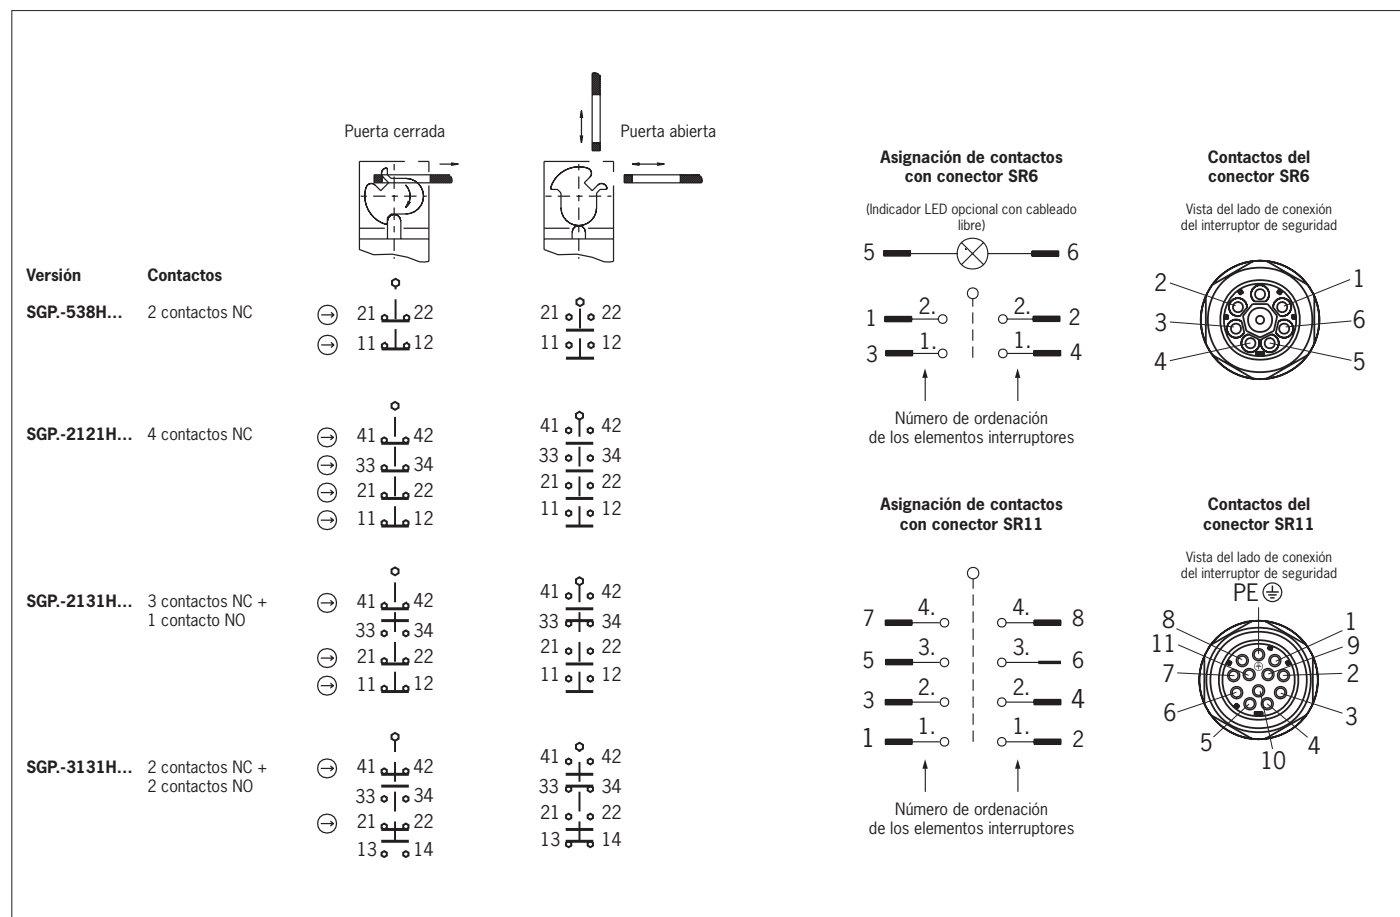 Puerta cerrada
Puerta abierta
Versión Contactos
SGP.-538H... 2 contactos NC
21 22
11 12
21 22
11 12
SGP.-2121H... 4 contactos NC
41 42
33 34
21 22
11 12
41 42
33 34
21 22
11 12
SGP.-2131H... 3 contactos NC +
1 contacto NO
41 42
33 34
21 22
11 12
41 42
33 34
21 22
11 12
SGP.-3131H... 2 contactos NC +
2 contactos NO
41 42
33 34
21 22
13 14
41 42
33 34
21 22
13 14
Asignación de contactos
con conector SR6
(Indicador LED opcional con cableado
libre)
5 6
1 2. 2. 2
3 1. 1. 4
Número de ordenación
de los elementos interruptores
Contactos del
conector SR6
Vista del lado de conexión
del interruptor de seguridad
2 1
3 6
4 5
Asignación de contactos
con conector SR11
7 4. 4. 8
5 3. 3. 6
3 2. 2. 4
1 1. 1. 2
Número de ordenación
de los elementos interruptores
Contactos del
conector SR11
Vista del lado de conexión
del interruptor de seguridad
PE
8 1
11 9
7 2
6 3
5 4
10